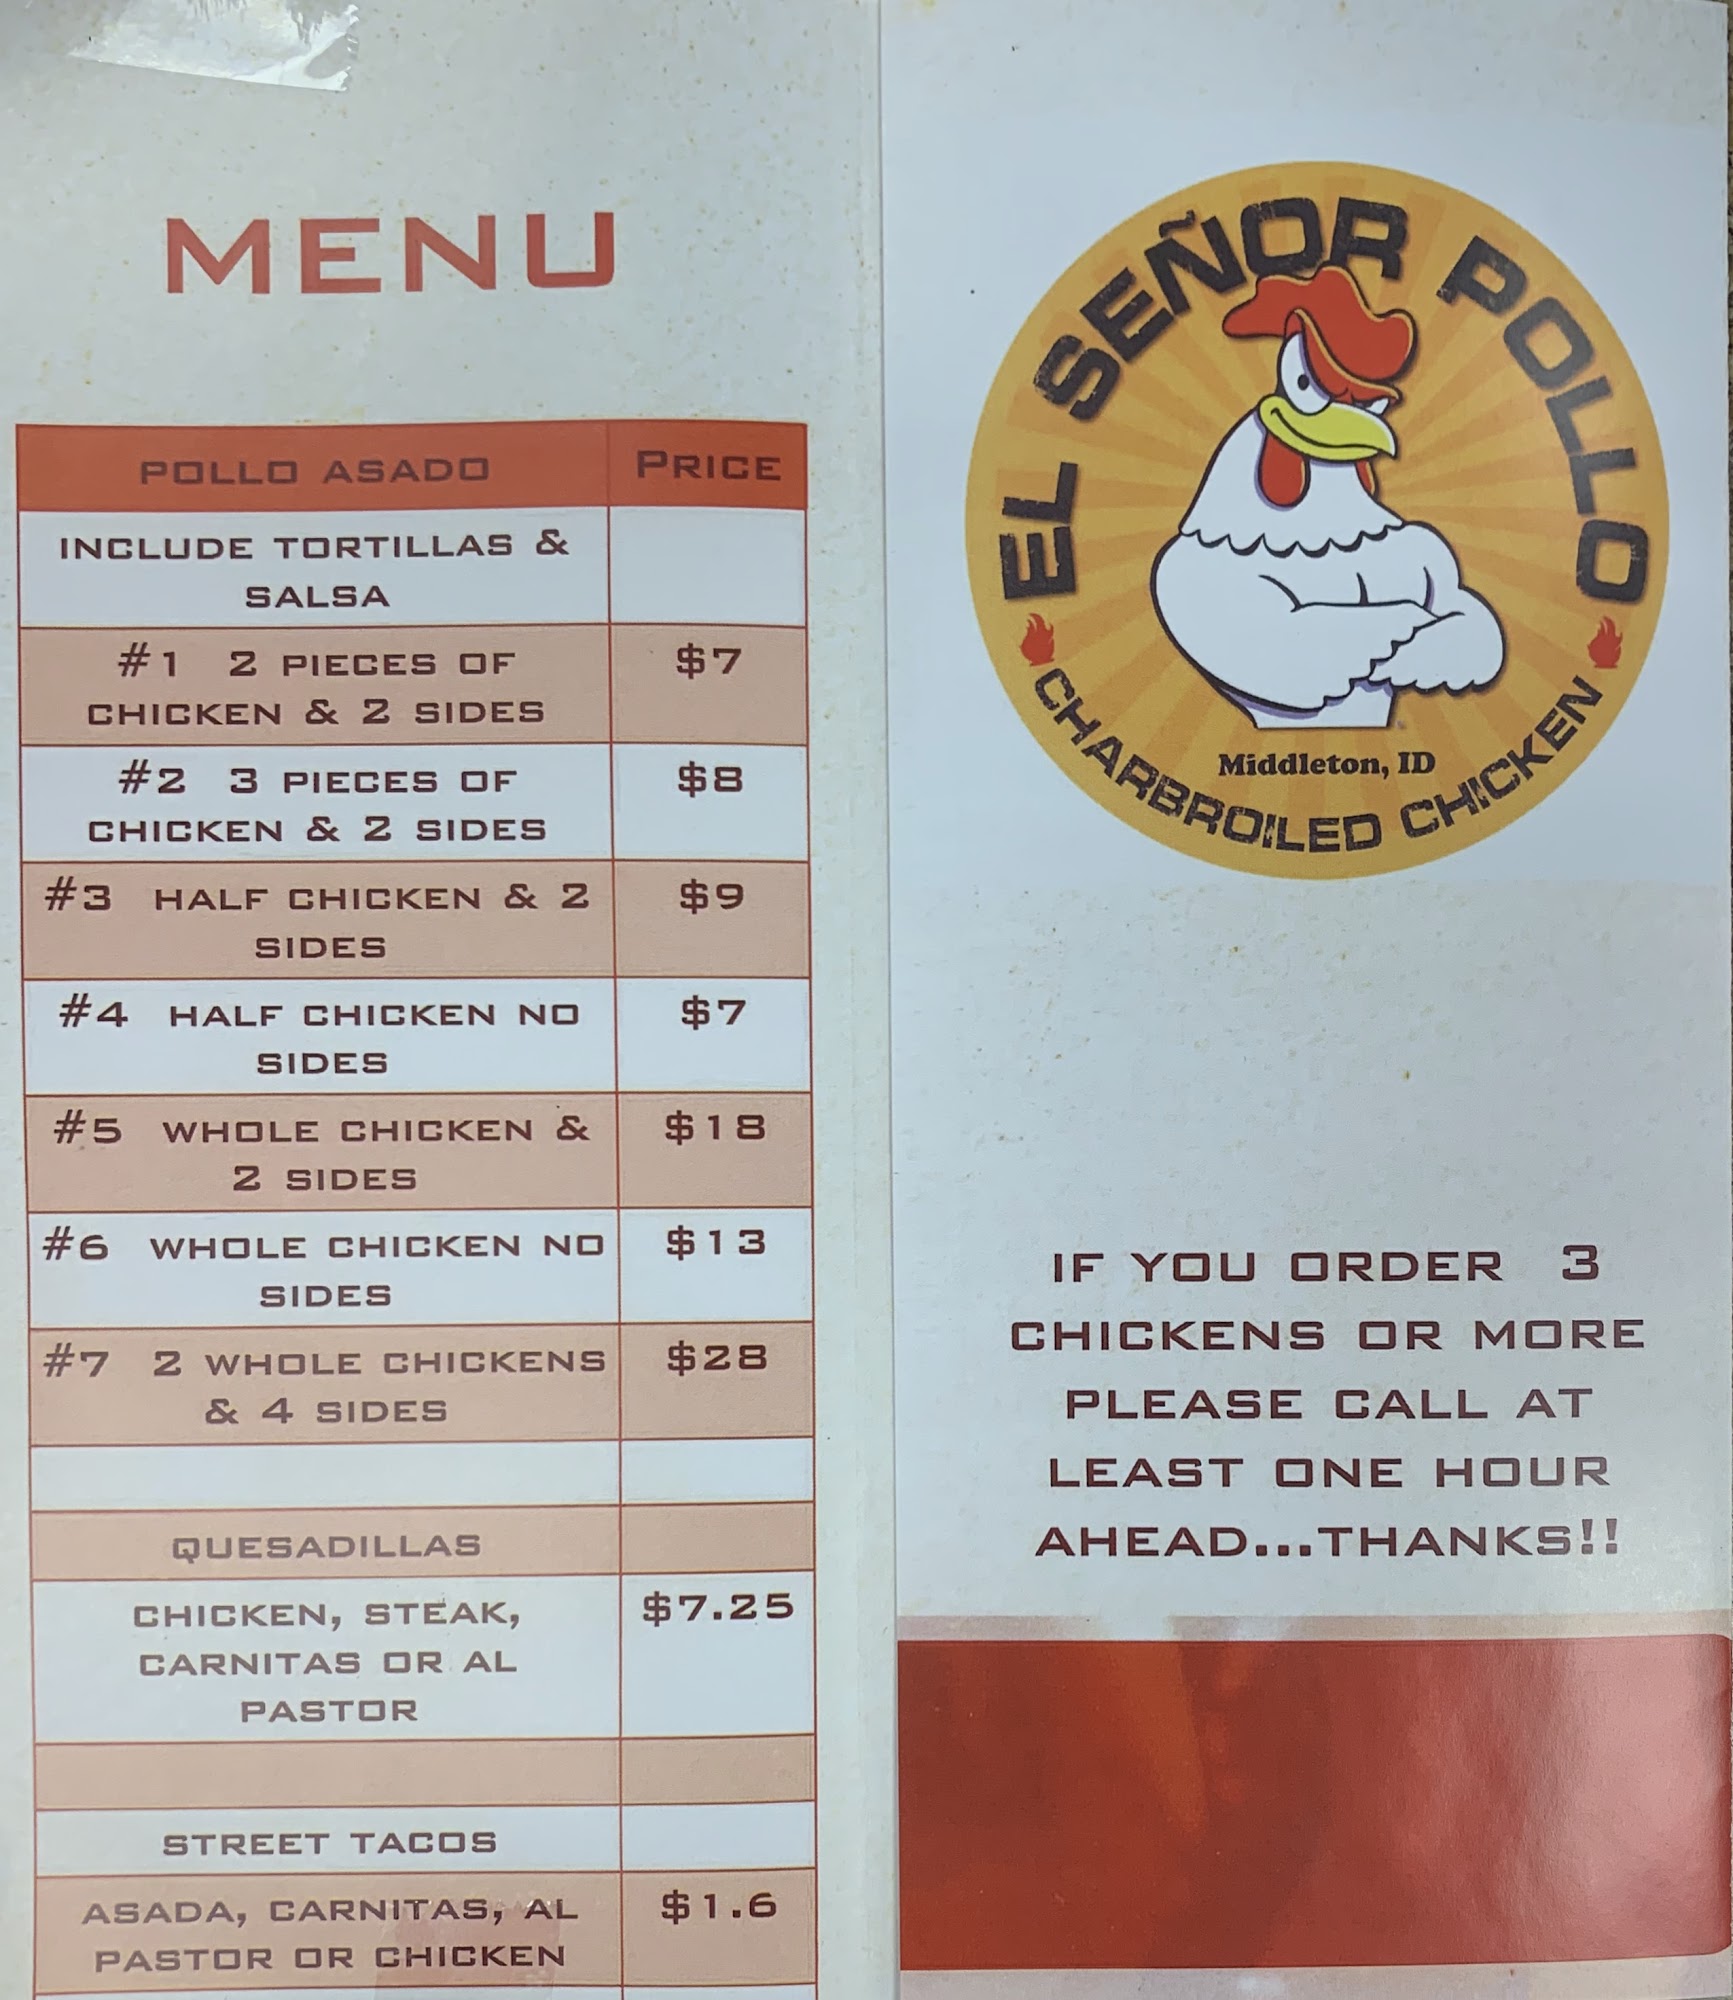 MENU
POLLO ASADO PRICE
INCLUDE TORTILLAS &
SALSA
#1 2 PIECES OF $7
CHICKEN & 2 SIDES
#2 3 PIECES OF $8
CHICKEN & 2 SIDES
#3 HALF CHICKEN & 2 $9
SIDES
#4 HALF CHICKEN NO $7
SIDES
#5 WHOLE CHICKEN & $18
2 SIDES
#6 WHOLE CHICKEN NO $13
SIDES
#7 2 WHOLE CHICKENS $28
& 4 SIDES
QUESADILLAS
CHICKEN, STEAK, $7.25
CARNITAS OR AL
PASTOR
STREET TACOS
ASADA, CARNITAS, AL $1.6
PASTOR OR CHICKEN
EL SEÑOR POLLO
Middleton, ID
CHARBROILED CHICKEN
IF YOU ORDER 3
CHICKENS OR MORE
PLEASE CALL AT
LEAST ONE HOUR
AHEAD...THANKS!!